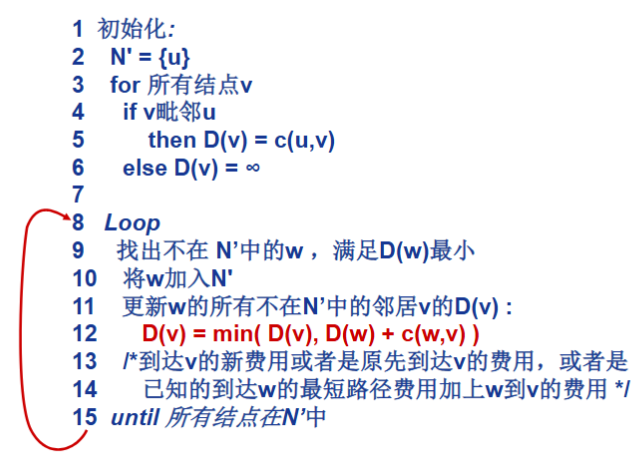 1 初始化:
2 N' = {u}
3 for 所有结点v
4 if v毗邻u
5 then D(v) = c(u,v)
6 else D(v) = ∞
7
8 Loop
9 找出不在 N’中的w ，满足D(w)最小
10 将w加入N'
11 更新w的所有不在N’中的邻居v的D(v) :
12 D(v) = min( D(v), D(w) + c(w,v) )
13 /*到达v的新费用或者是原先到达v的费用，或者是
14 已知的到达w的最短路径费用加上w到v的费用 */
15 until 所有结点在N’中